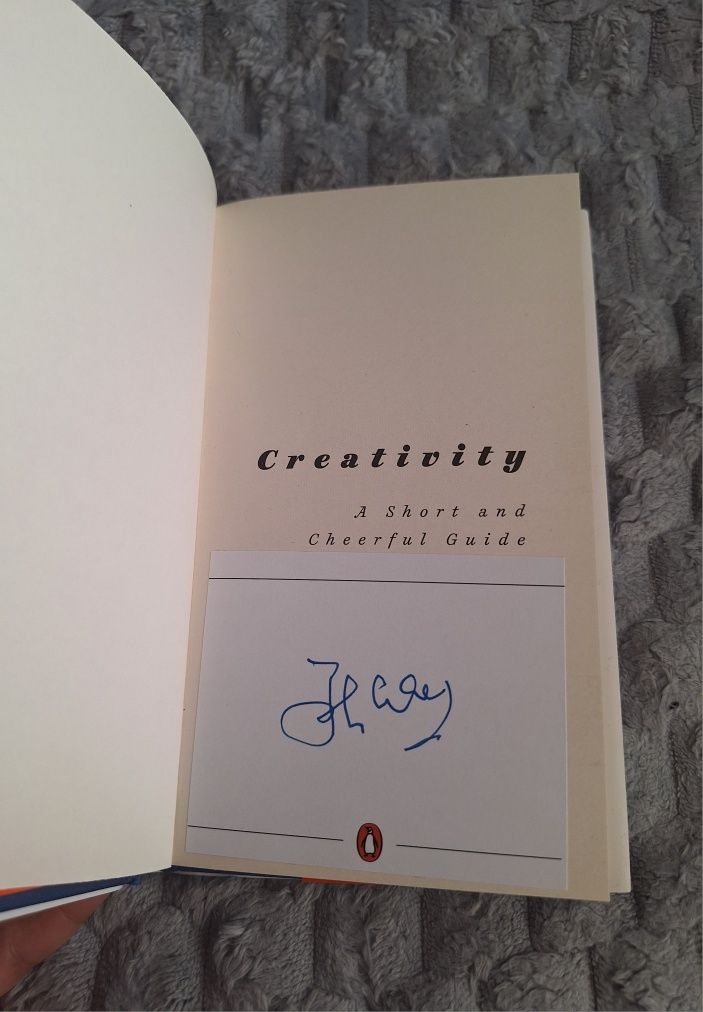 Creativity
A Short and
Cheerful Guide